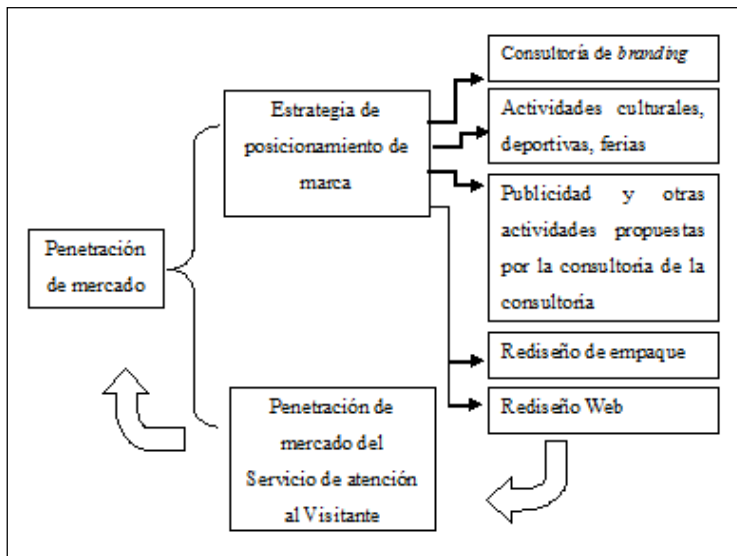 Consultoría de branding
Estrategia de
posicionamiento de
marca
Actividades culturales,
deportivas, ferias
Publicidad y otras
actividades propuestas
por la consultoria de la
consultoria
Penetración
de mercado
Rediseño de empaque
Rediseño Web
Penetración de
mercado del
Servicio de atención
al Visitante